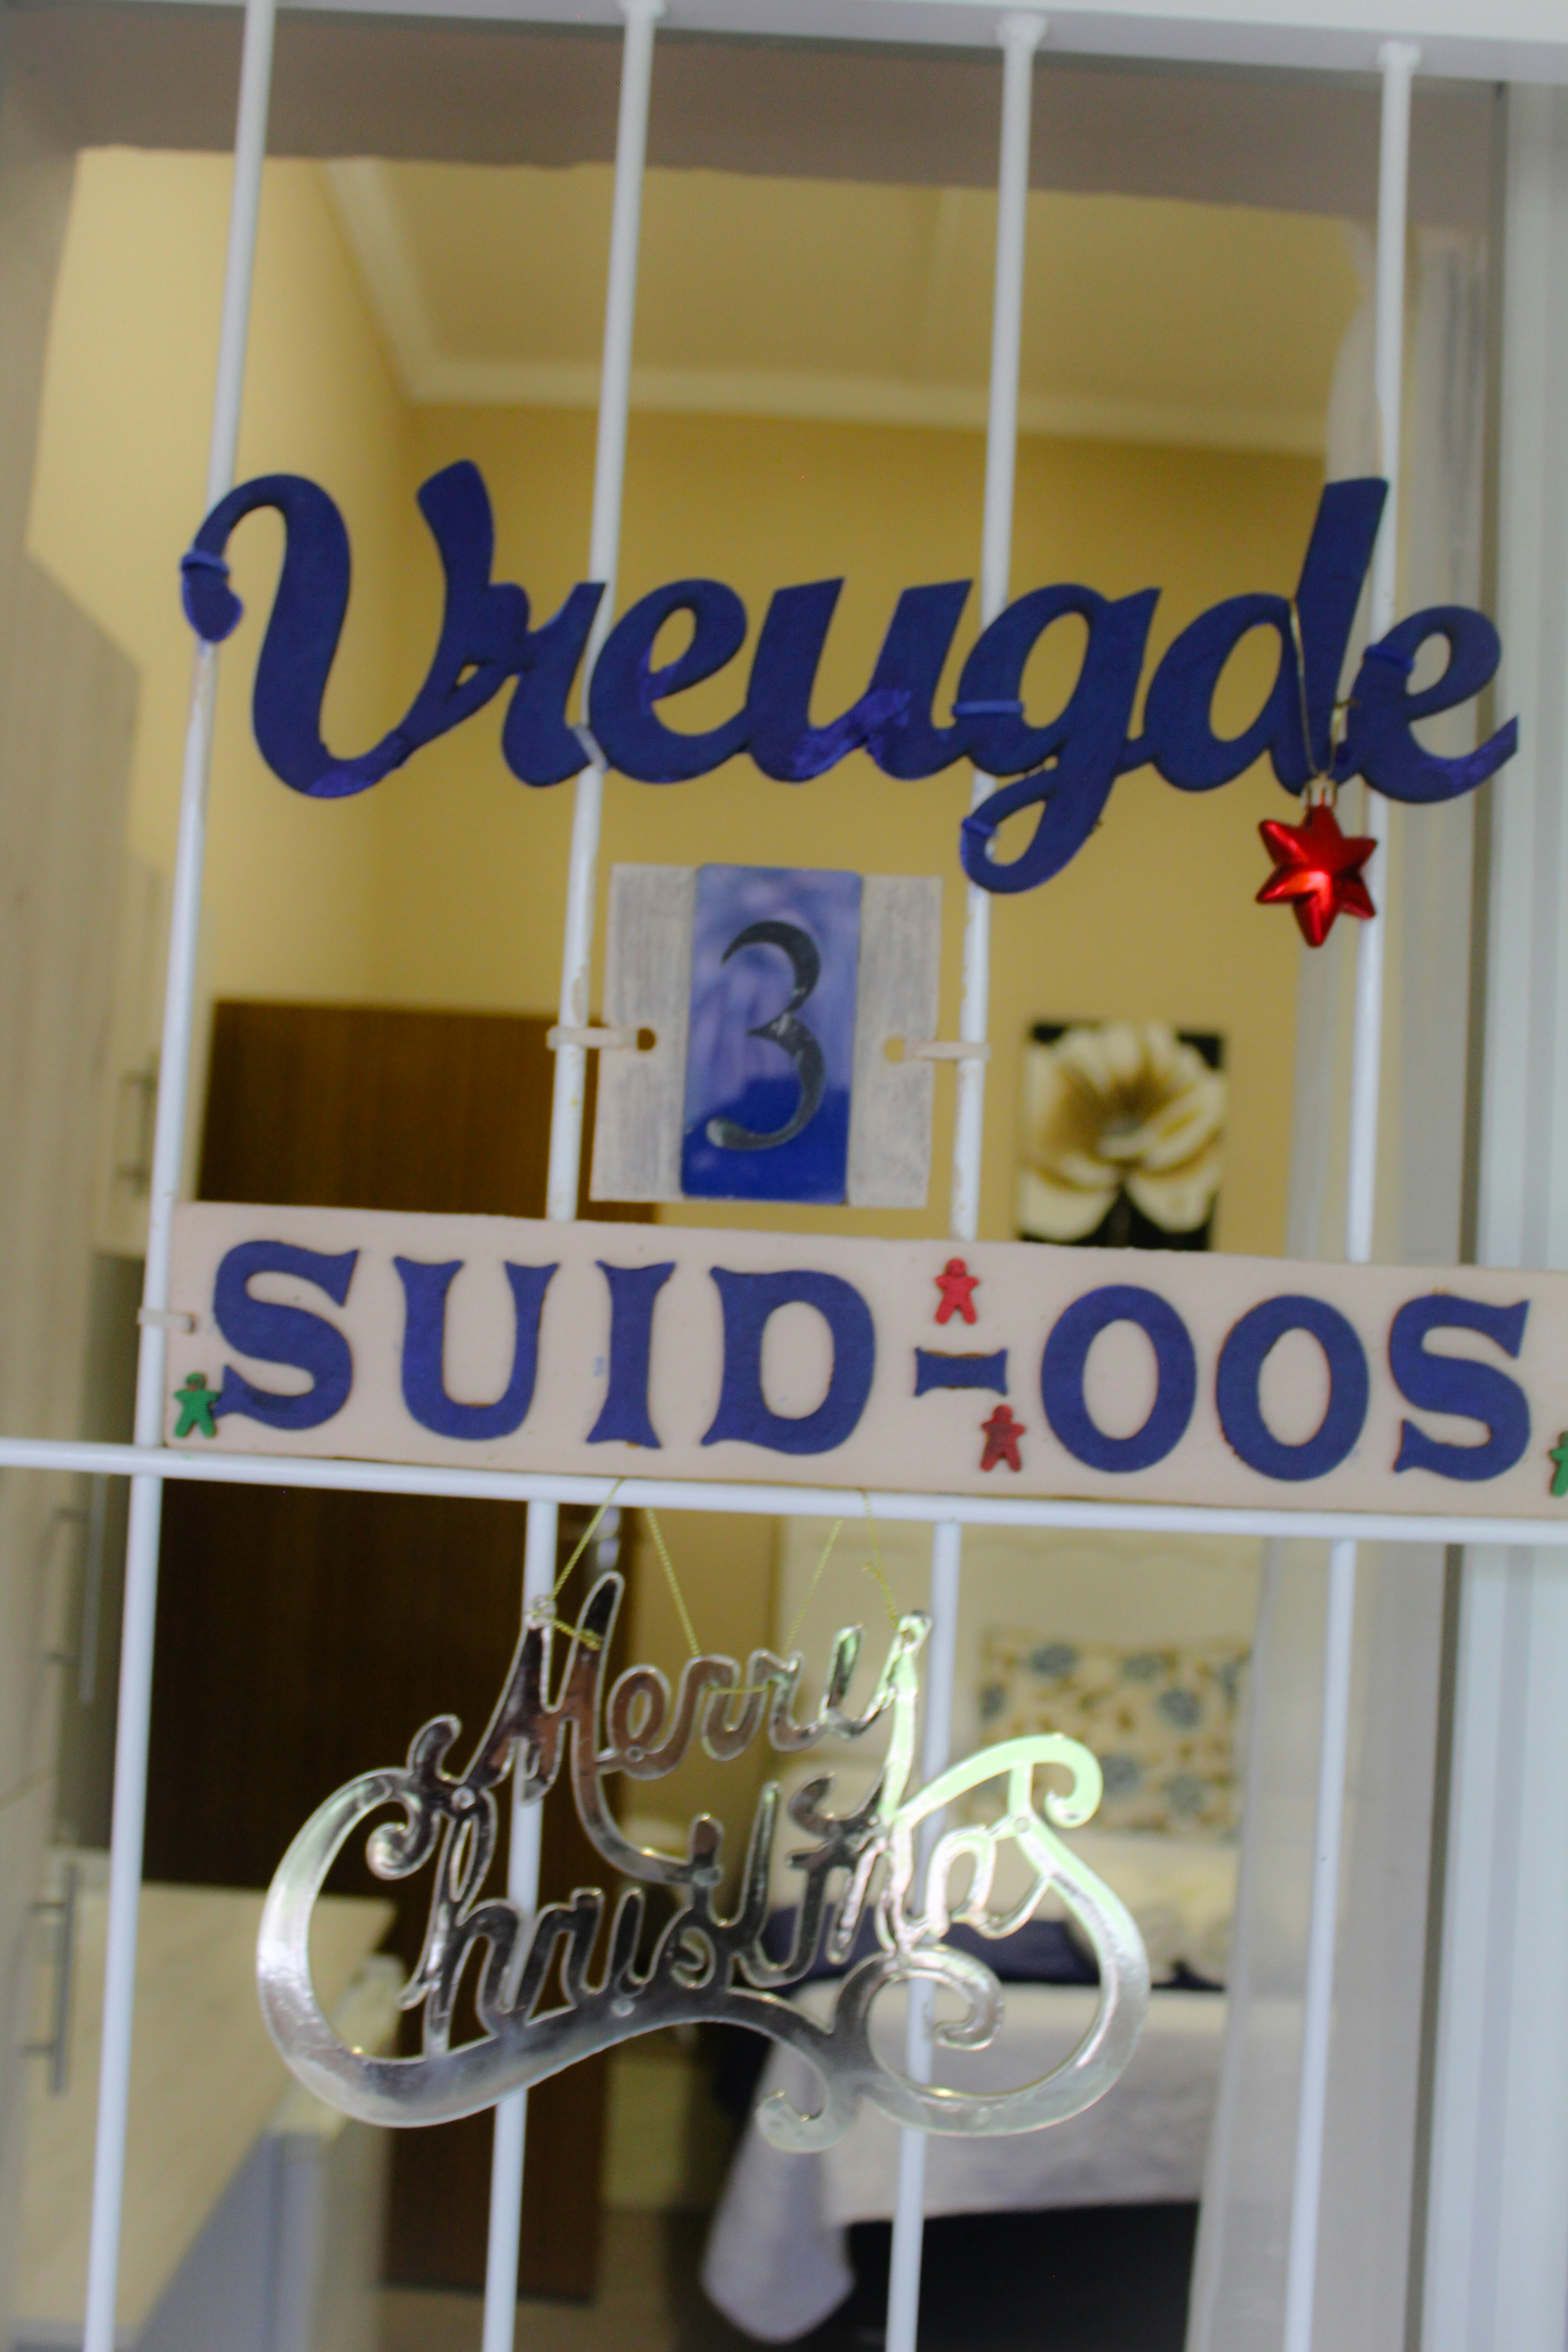 Vreugde
3
SUID-OOS
Merry
Christmas